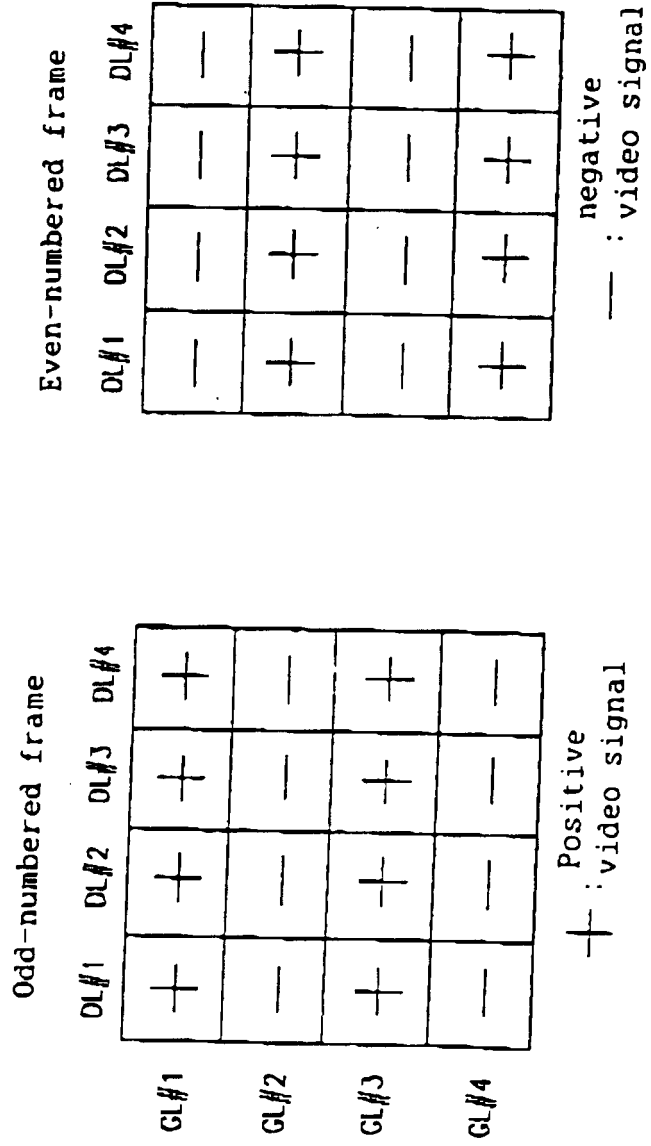 Odd-numbered frame
DL#1 DL#2 DL#3 DL#4
GL#1 + + + +
GL#2 — — — —
GL#3 + + + +
GL#4 — — — —
+ : Positive
video signal
Even-numbered frame
DL#1 DL#2 DL#3 DL#4
— — — —
+ + + +
— — — —
+ + + +
negative
— : video signal